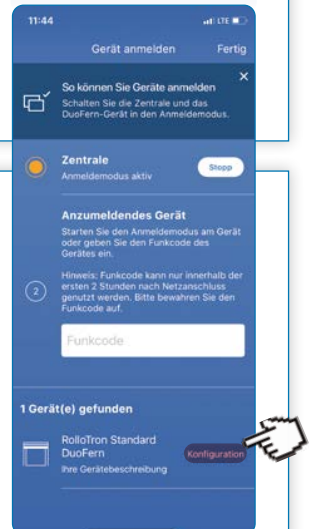 11:44 LTE
Gerät anmelden Fertig
So können Sie Geräte anmelden
Schalten Sie die Zentrale und das
DuoFern-Gerät in den Anmeldemodus.
Zentrale
Anmeldemodus aktiv
Stopp
Anzumeldendes Gerät
Starten Sie den Anmeldemodus am Gerät
oder geben Sie den Funkcode des
Gerätes ein.
2
Hinweis: Funkcode kann nur innerhalb der
ersten 2 Stunden nach Netzanschluss
genutzt werden. Bitte bewahren Sie den
Funkcode auf.
Funkcode
1 Gerät(e) gefunden
RolloTron Standard
DuoFern
Ihre Gerätebeschreibung
Konfiguration